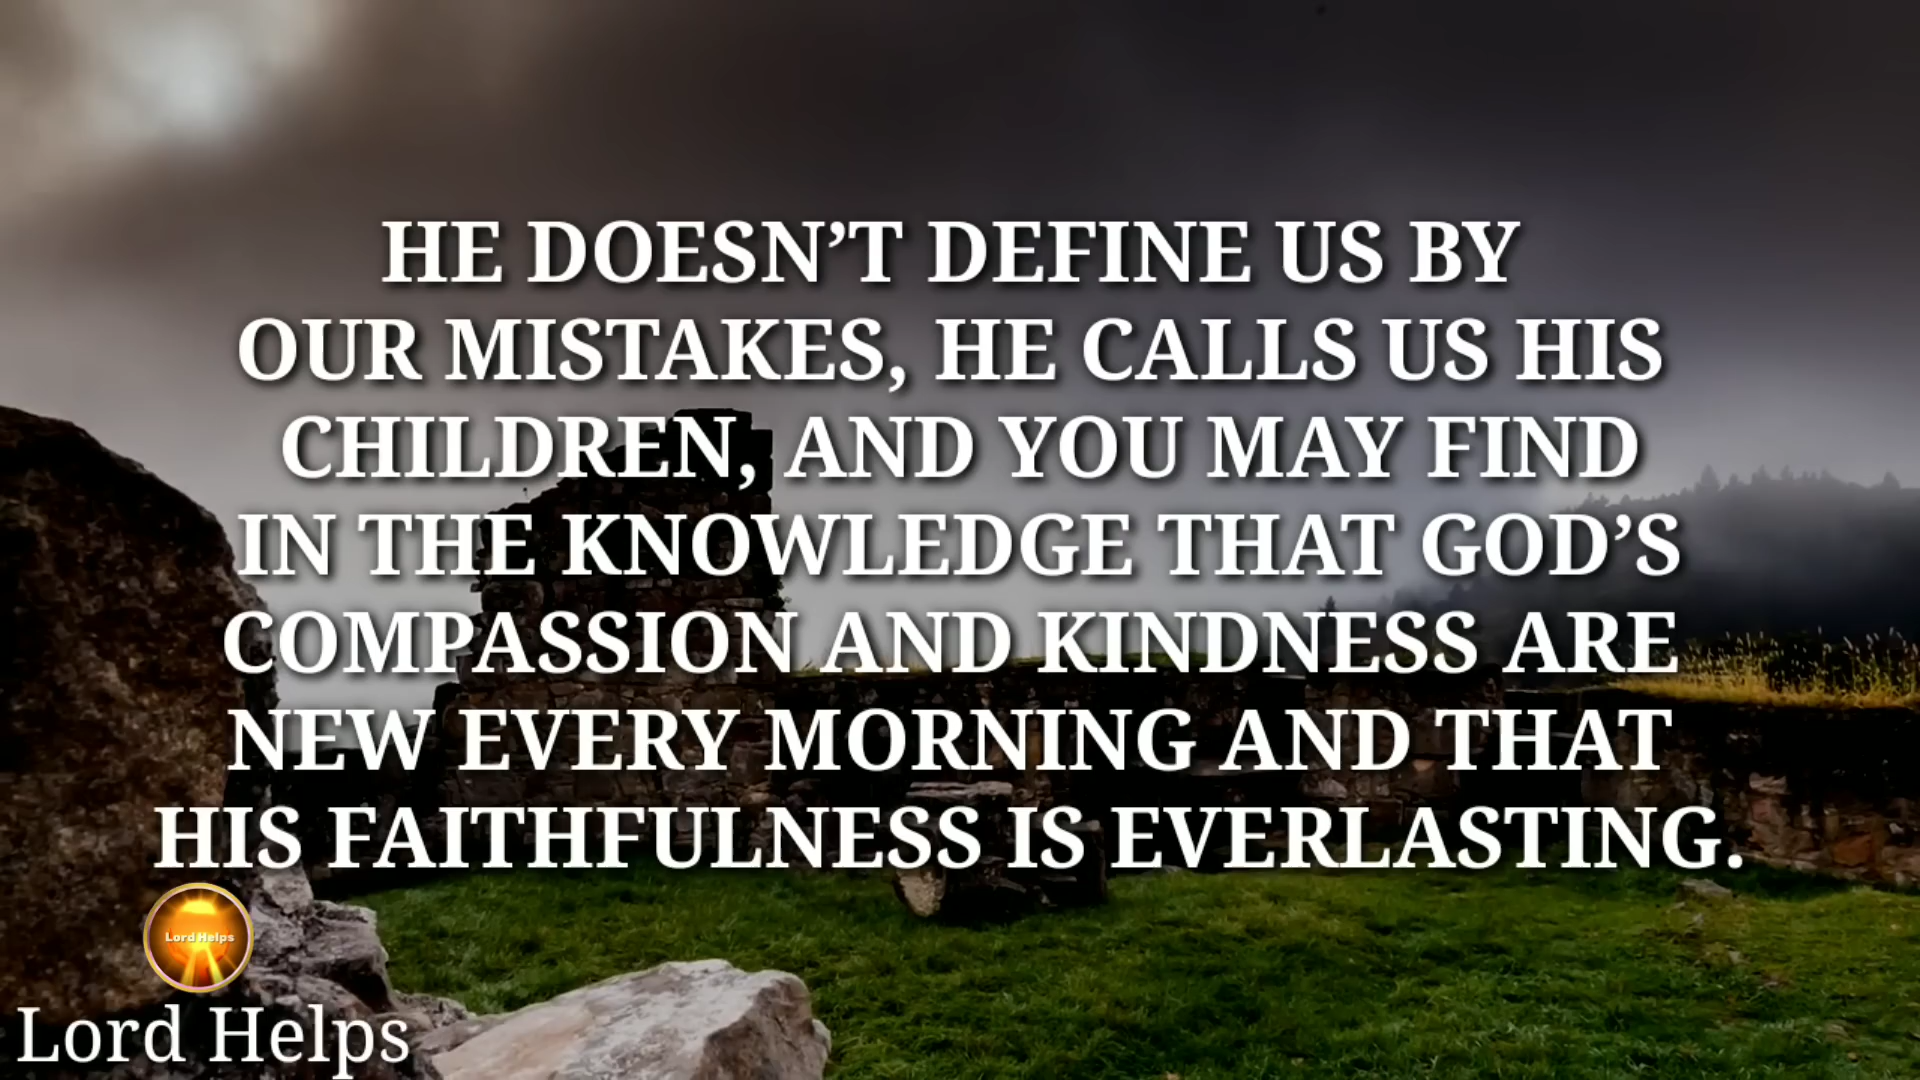 HE DOESN’T DEFINE US BY
OUR MISTAKES, HE CALLS US HIS
CHILDREN, AND YOU MAY FIND
IN THE KNOWLEDGE THAT GOD’S
COMPASSION AND KINDNESS ARE
NEW EVERY MORNING AND THAT
HIS FAITHFULNESS IS EVERLASTING.
Lord Helps
Lord Helps